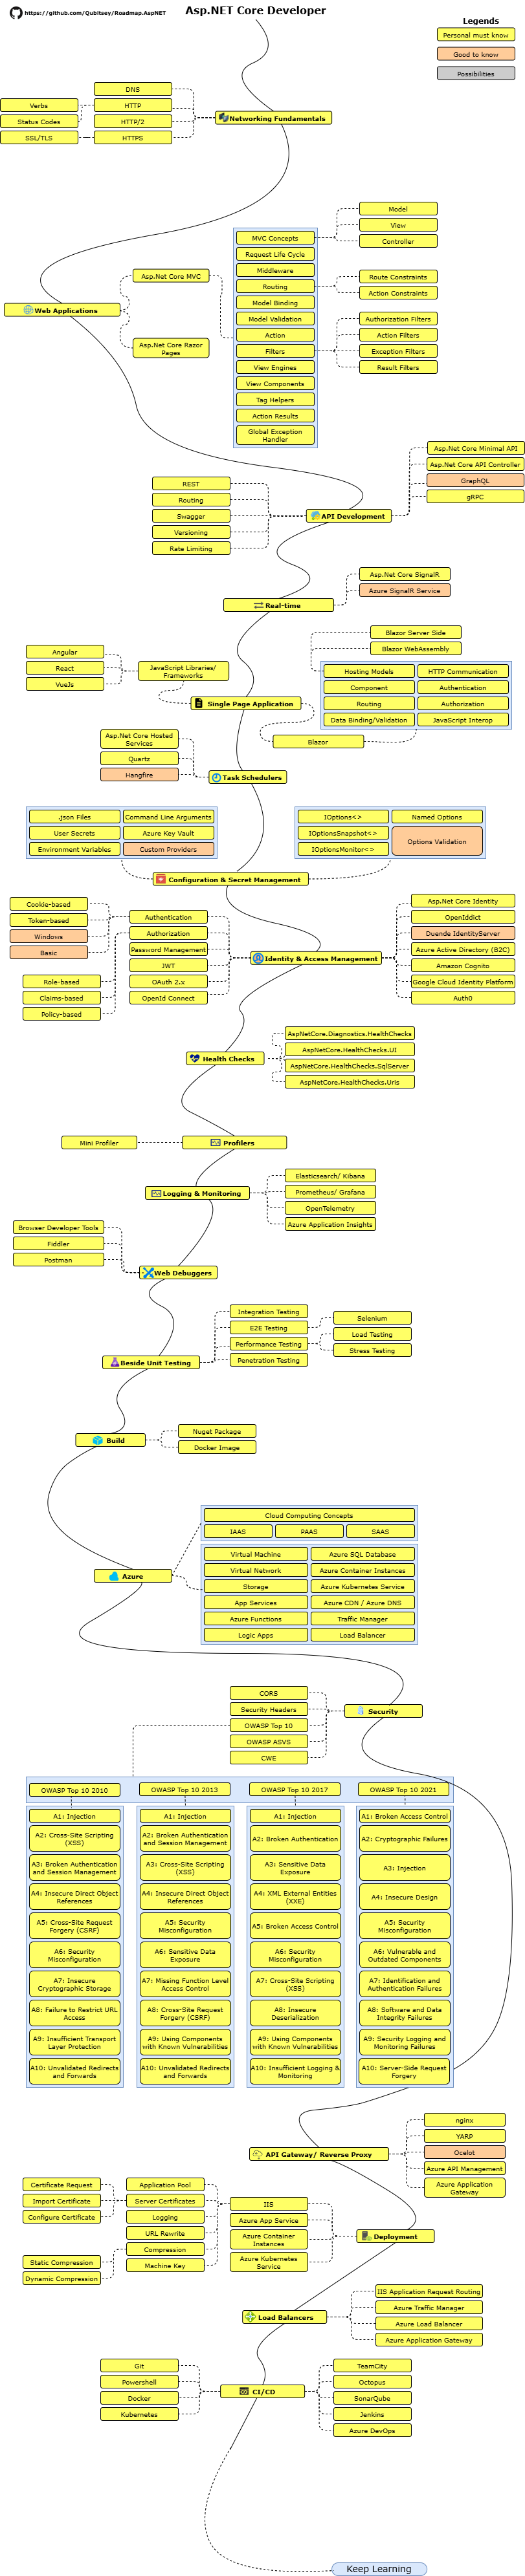 https://github.com/Qubitsey/Roadmap.AspNET
Asp.NET Core Developer
Legends
Personal must know
Good to know
Possibilities
DNS
Verbs
HTTP
Networking Fundamentals
Status Codes
HTTP/2
SSL/TLS
HTTPS
Model
View
Controller
MVC Concepts
Request Life Cycle
Middleware
Routing
Model Binding
Model Validation
Action
Filters
View Engines
View Components
Tag Helpers
Action Results
Global Exception
Handler
Asp.Net Core MVC
Route Constraints
Action Constraints
Web Applications
Authorization Filters
Action Filters
Exception Filters
Result Filters
Asp.Net Core Razor
Pages
Asp.Net Core Minimal API
Asp.Net Core API Controller
GraphQL
gRPC
REST
Routing
Swagger
Versioning
Rate Limiting
API Development
Asp.Net Core SignalR
Azure SignalR Service
Real-time
Blazor Server Side
Blazor WebAssembly
Angular
React
VueJs
JavaScript Libraries/
Frameworks
Hosting Models
HTTP Communication
Component
Authentication
Routing
Authorization
Data Binding/Validation
JavaScript Interop
Single Page Application
Blazor
Asp.Net Core Hosted
Services
Quartz
Hangfire
Task Schedulers
.json Files
Command Line Arguments
User Secrets
Azure Key Vault
Environment Variables
Custom Providers
IOptions<>
Named Options
IOptionsSnapshot<>
Options Validation
IOptionsMonitor<>
Configuration & Secret Management
Cookie-based
Token-based
Windows
Basic
Role-based
Claims-based
Policy-based
Authentication
Authorization
Password Management
JWT
OAuth 2.x
OpenId Connect
Identity & Access Management
Asp.Net Core Identity
OpenIddict
Duende IdentityServer
Azure Active Directory (B2C)
Amazon Cognito
Google Cloud Identity Platform
Auth0
AspNetCore.Diagnostics.HealthChecks
AspNetCore.HealthChecks.UI
AspNetCore.HealthChecks.SqlServer
AspNetCore.HealthChecks.Uris
Health Checks
Mini Profiler
Profilers
Elasticsearch/ Kibana
Prometheus/ Grafana
OpenTelemetry
Azure Application Insights
Logging & Monitoring
Browser Developer Tools
Fiddler
Postman
Web Debuggers
Integration Testing
E2E Testing
Performance Testing
Penetration Testing
Selenium
Load Testing
Stress Testing
Beside Unit Testing
Nuget Package
Docker Image
Build
Cloud Computing Concepts
IAAS
PAAS
SAAS
Azure
Virtual Machine
Azure SQL Database
Virtual Network
Azure Container Instances
Storage
Azure Kubernetes Service
App Services
Azure CDN / Azure DNS
Azure Functions
Traffic Manager
Logic Apps
Load Balancer
CORS
Security Headers
OWASP Top 10
OWASP ASVS
CWE
Security
OWASP Top 10 2010
OWASP Top 10 2013
OWASP Top 10 2017
OWASP Top 10 2021
A1: Injection
A2: Cross-Site Scripting
(XSS)
A3: Broken Authentication
and Session Management
A4: Insecure Direct Object
References
A5: Cross-Site Request
Forgery (CSRF)
A6: Security
Misconfiguration
A7: Insecure
Cryptographic Storage
A8: Failure to Restrict URL
Access
A9: Insufficient Transport
Layer Protection
A10: Unvalidated Redirects
and Forwards
A1: Injection
A2: Broken Authentication
and Session Management
A3: Cross-Site Scripting
(XSS)
A4: Insecure Direct Object
References
A5: Security
Misconfiguration
A6: Sensitive Data
Exposure
A7: Missing Function Level
Access Control
A8: Cross-Site Request
Forgery (CSRF)
A9: Using Components
with Known Vulnerabilities
A10: Unvalidated Redirects
and Forwards
A1: Injection
A2: Broken Authentication
A3: Sensitive Data
Exposure
A4: XML External Entities
(XXE)
A5: Broken Access Control
A6: Security
Misconfiguration
A7: Cross-Site Scripting
(XSS)
A8: Insecure
Deserialization
A9: Using Components
with Known Vulnerabilities
A10: Insufficient Logging &
Monitoring
A1: Broken Access Control
A2: Cryptographic Failures
A3: Injection
A4: Insecure Design
A5: Security
Misconfiguration
A6: Vulnerable and
Outdated Components
A7: Identification and
Authentication Failures
A8: Software and Data
Integrity Failures
A9: Security Logging and
Monitoring Failures
A10: Server-Side Request
Forgery
nginx
YARP
Ocelot
Azure API Management
Azure Application
Gateway
API Gateway/ Reverse Proxy
Certificate Request
Import Certificate
Configure Certificate
Static Compression
Dynamic Compression
Application Pool
Server Certificates
Logging
URL Rewrite
Compression
Machine Key
IIS
Azure App Service
Azure Container
Instances
Azure Kubernetes
Service
Deployment
IIS Application Request Routing
Azure Traffic Manager
Azure Load Balancer
Azure Application Gateway
Load Balancers
Git
Powershell
Docker
Kubernetes
CI/CD
TeamCity
Octopus
SonarQube
Jenkins
Azure DevOps
Keep Learning